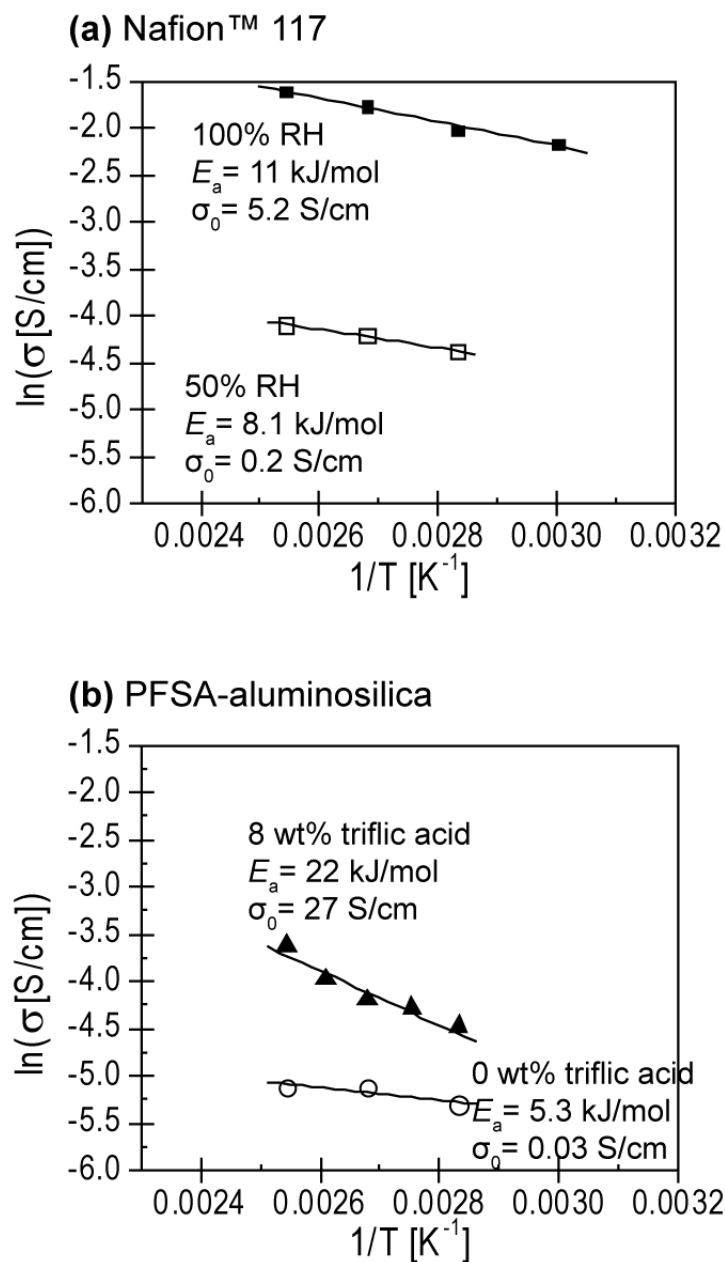 (a) Nafion™ 117
-1.5
-2.0
-2.5
-3.0
-3.5
-4.0
-4.5
-5.0
-5.5
-6.0
ln(σ[S/cm])
100% RH
Eₐ= 11 kJ/mol
σ₀= 5.2 S/cm
50% RH
Eₐ= 8.1 kJ/mol
σ₀= 0.2 S/cm
0.0024 0.0026 0.0028 0.0030 0.0032
1/T [K⁻¹]
(b) PFSA-aluminosilica
-1.5
-2.0
-2.5
-3.0
-3.5
-4.0
-4.5
-5.0
-5.5
-6.0
ln(σ[S/cm])
8 wt% triflic acid
Eₐ= 22 kJ/mol
σ₀= 27 S/cm
0 wt% triflic acid
Eₐ= 5.3 kJ/mol
σ₀= 0.03 S/cm
0.0024 0.0026 0.0028 0.0030 0.0032
1/T [K⁻¹]